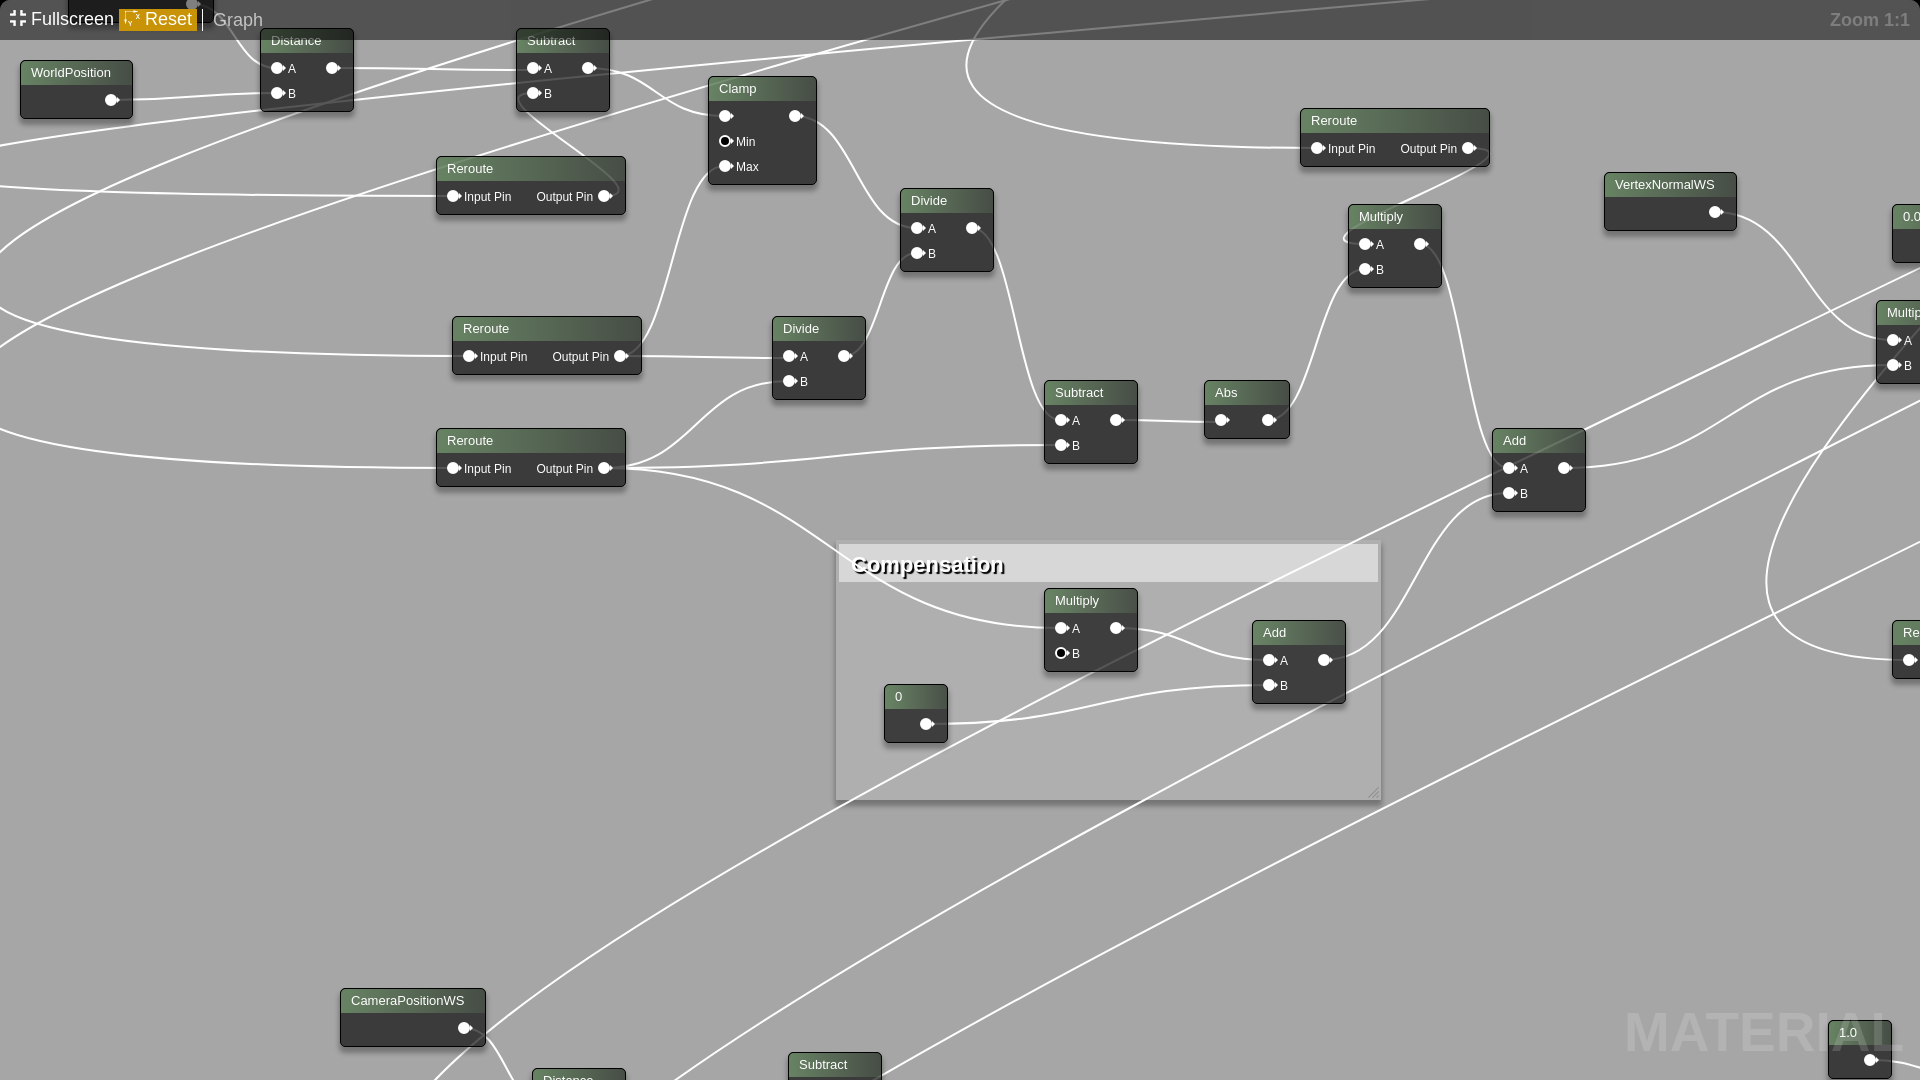 Fullscreen Reset Graph Zoom 1:1
Distance
A
B
Subtract
A
B
WorldPosition
Clamp
Min
Max
Reroute
Input Pin Output Pin
Reroute
Input Pin Output Pin
VertexNormalWS
Divide
A
B
Multiply
A
B
0.0
Multip
A
B
Reroute
Input Pin Output Pin
Divide
A
B
Subtract
A
B
Abs
Reroute
Input Pin Output Pin
Add
A
B
Compensation
Multiply
A
B
Add
A
B
Re
0
CameraPositionWS
Subtract
Distance
MATERIAL
1.0